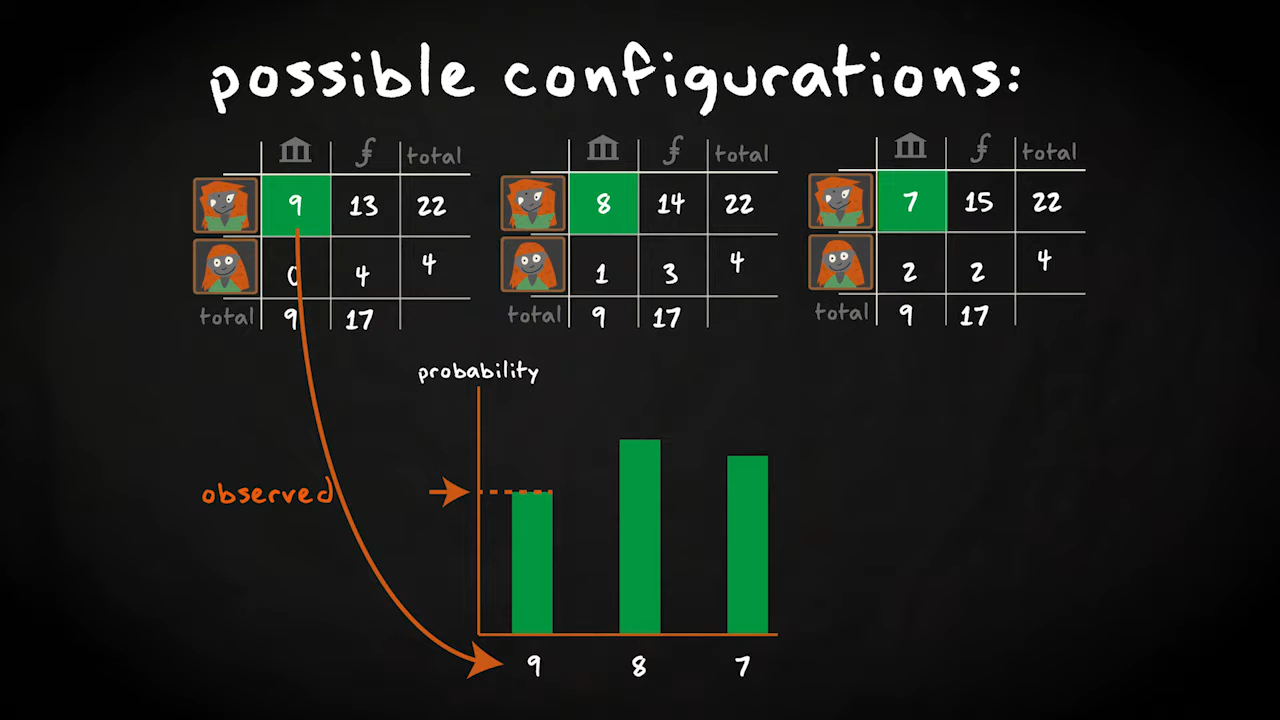 possible configurations:
total total total
9 13 22 8 14 22 7 15 22
0 4 4 1 3 4 2 2 4
total 9 17 total 9 17 total 9 17
probability
observed
9 8 7